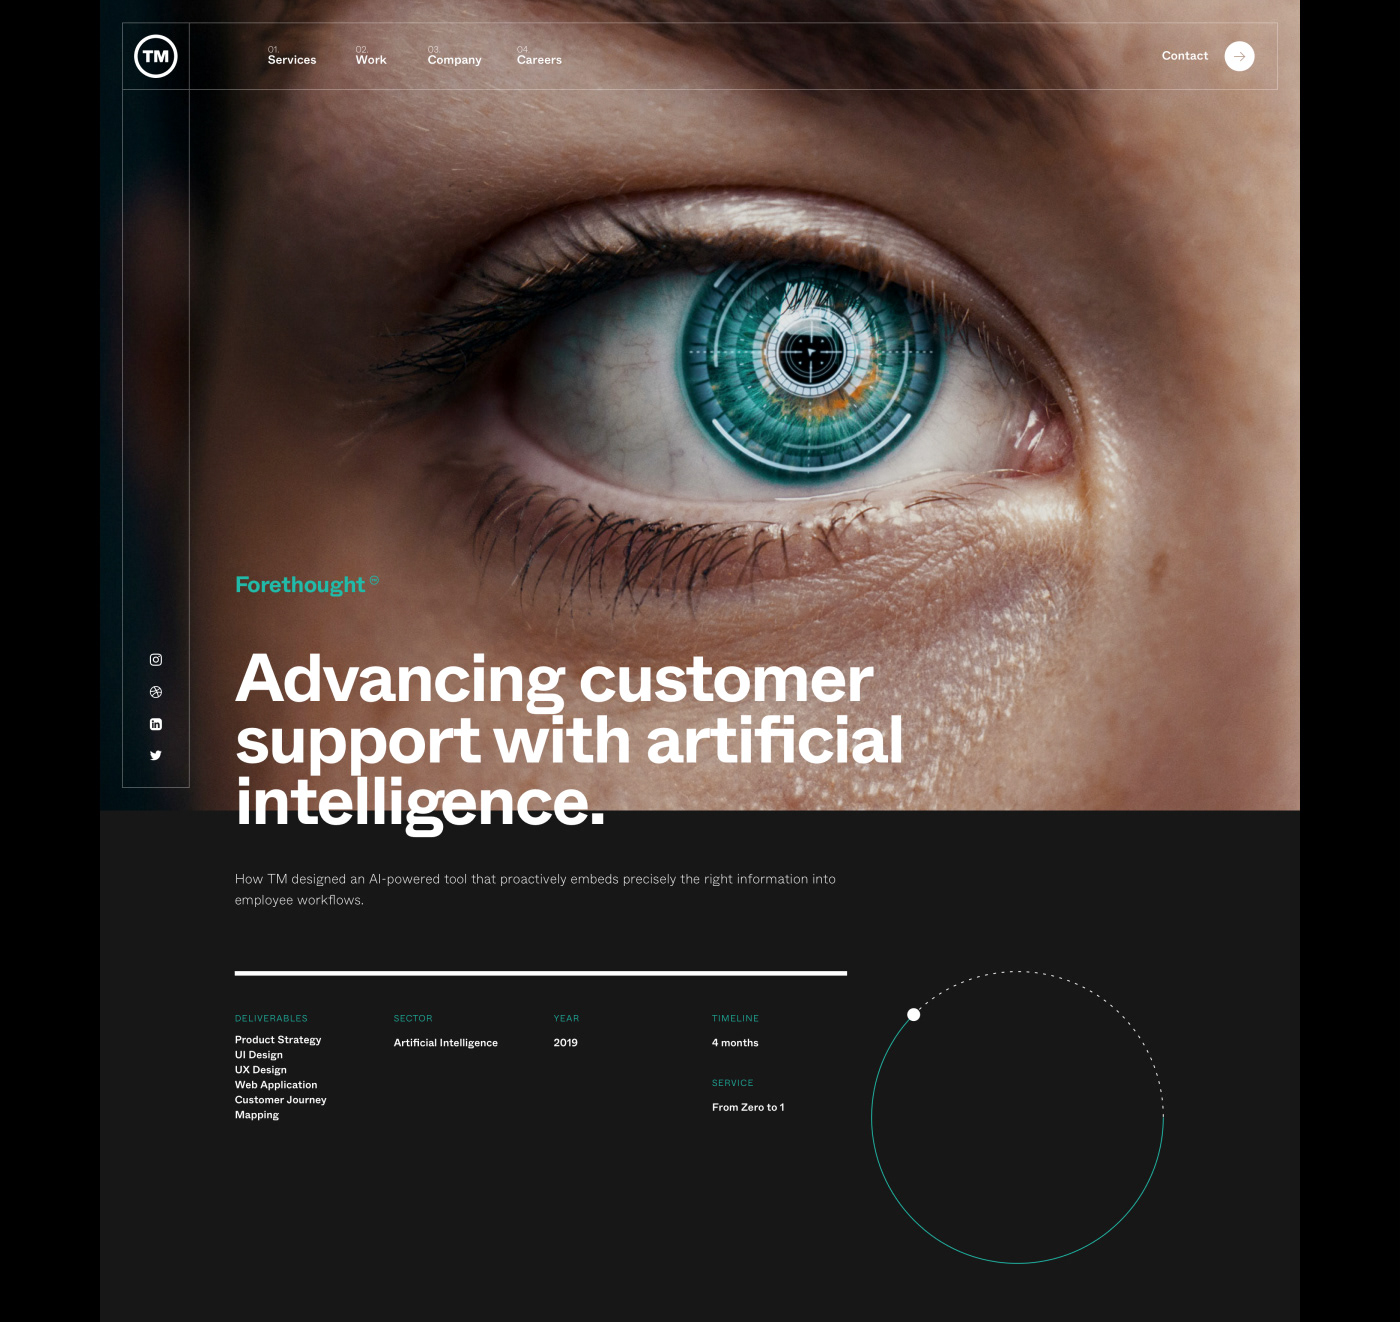 TM
01.
Services
02.
Work
03.
Company
04.
Careers
Contact
Forethought
Advancing customer
support with artificial
intelligence.
How TM designed an AI-powered tool that proactively embeds precisely the right information into
employee workflows.
DELIVERABLES
Product Strategy
UI Design
UX Design
Web Application
Customer Journey
Mapping
SECTOR
Artificial Intelligence
YEAR
2019
TIMELINE
4 months
SERVICE
From Zero to 1